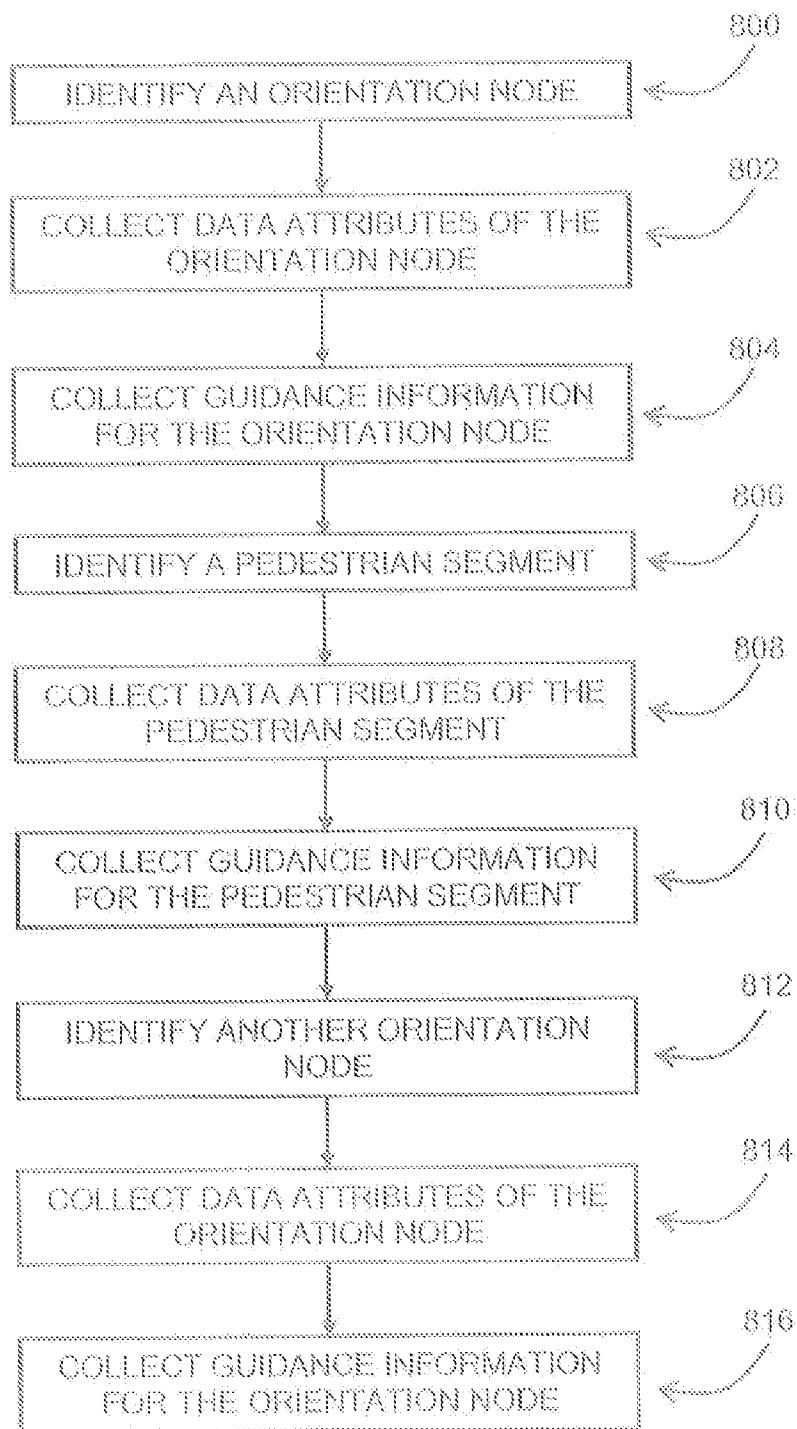 800
IDENTIFY AN ORIENTATION NODE
802
COLLECT DATA ATTRIBUTES OF THE
ORIENTATION NODE
804
COLLECT GUIDANCE INFORMATION
FOR THE ORIENTATION NODE
806
IDENTIFY A PEDESTRIAN SEGMENT
808
COLLECT DATA ATTRIBUTES OF THE
PEDESTRIAN SEGMENT
810
COLLECT GUIDANCE INFORMATION
FOR THE PEDESTRIAN SEGMENT
812
IDENTIFY ANOTHER ORIENTATION
NODE
814
COLLECT DATA ATTRIBUTES OF THE
ORIENTATION NODE
816
COLLECT GUIDANCE INFORMATION
FOR THE ORIENTATION NODE